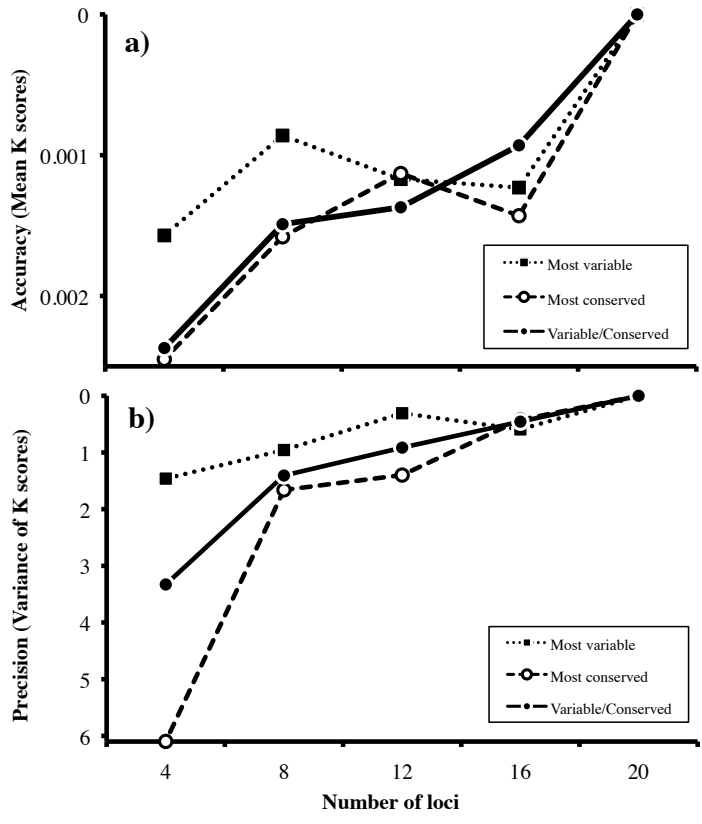 a)
0
0.001
0.002
Accuracy (Mean K scores)
Most variable
Most conserved
Variable/Conserved
b)
0
1
2
3
4
5
6
Precision (Variance of K scores)
Most variable
Most conserved
Variable/Conserved
4 8 12 16 20
Number of loci